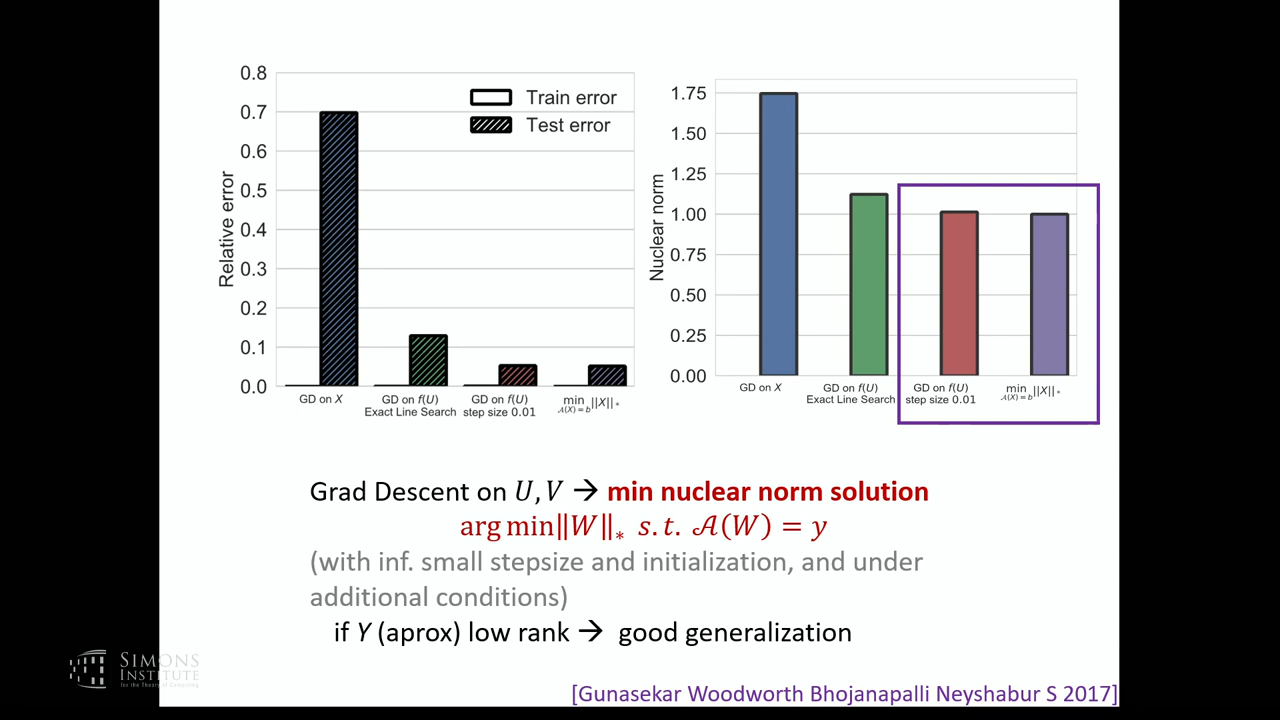 0.8
0.7
0.6
0.5
0.4
0.3
0.2
0.1
0.0
Relative error
Train error
Test error
GD on X
GD on f(U)
Exact Line Search
GD on f(U)
step size 0.01
min ||X||*
A(X) = b
1.75
1.50
1.25
1.00
0.75
0.50
0.25
0.00
Nuclear norm
GD on X
GD on f(U)
Exact Line Search
GD on f(U)
step size 0.01
min ||X||*
A(X) = b
Grad Descent on U, V → min nuclear norm solution
arg min‖W‖* s. t. 𝒜(W) = y
(with inf. small stepsize and initialization, and under
additional conditions)
if Y (aprox) low rank → good generalization
SIMONS
INSTITUTE
for the Theory of Computing
[Gunasekar Woodworth Bhojanapalli Neyshabur S 2017]